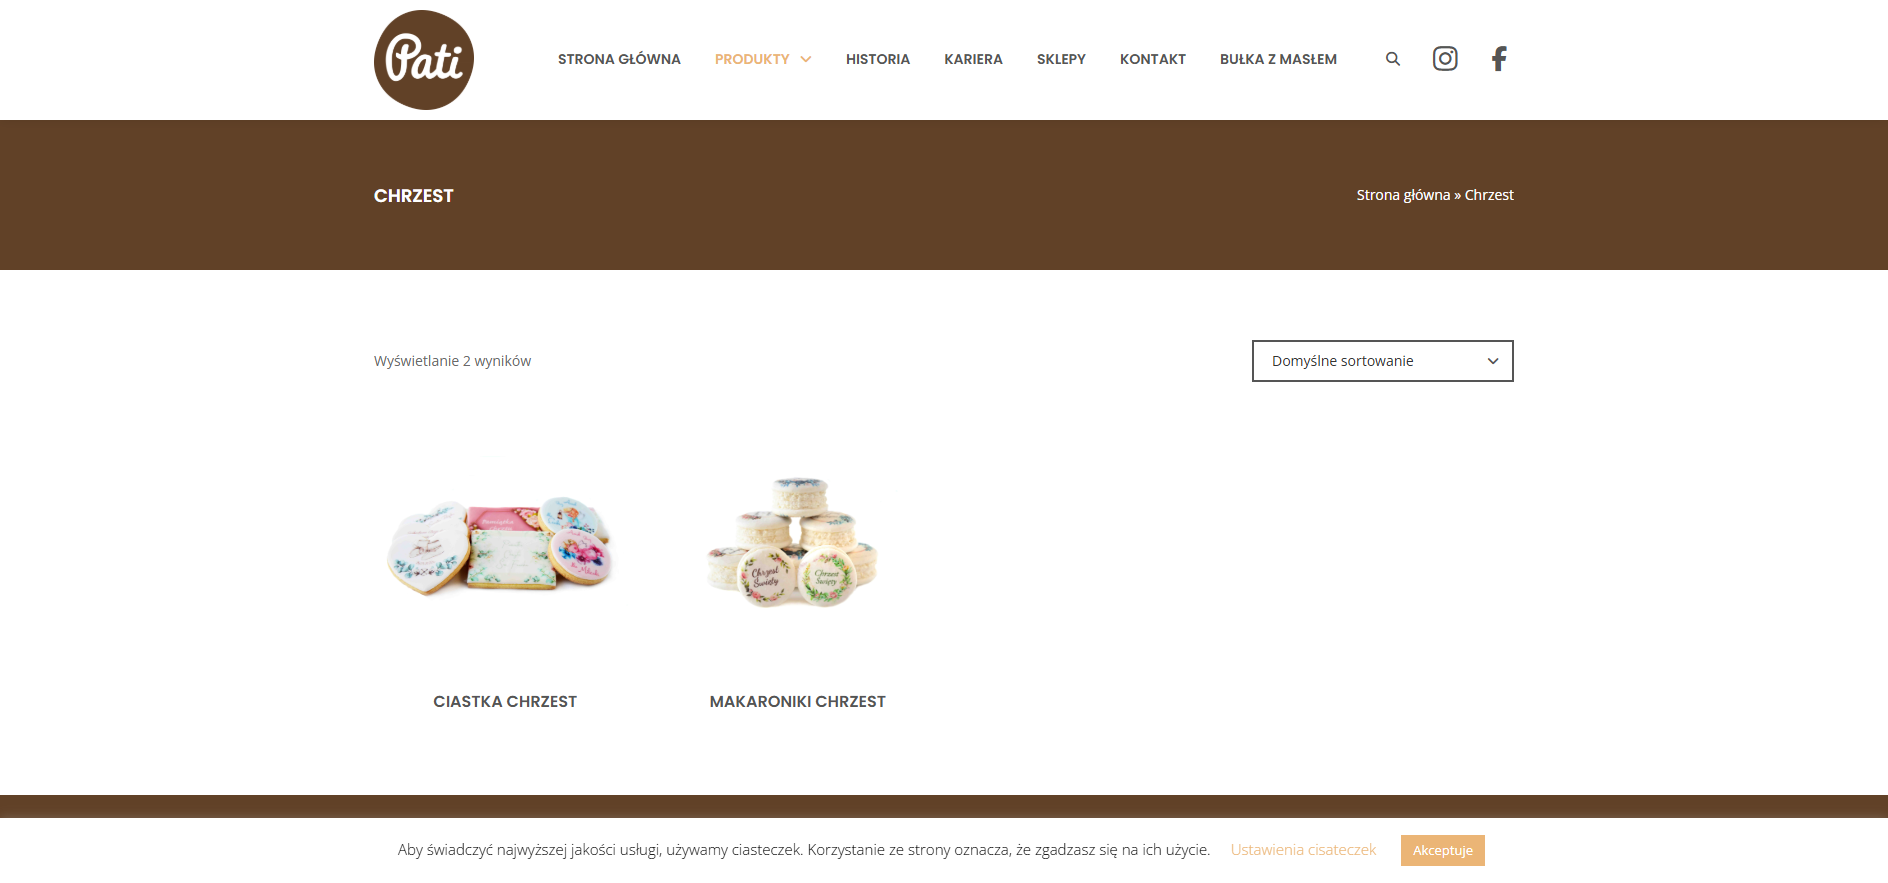 Pati
STRONA GŁÓWNA PRODUKTY HISTORIA KARIERA SKLEPY KONTAKT BUŁKA Z MASŁEM
CHRZEST
Strona główna » Chrzest
Wyświetlanie 2 wyników
Domyślne sortowanie
Chrzest
Święty
Chrzest
Święty
CIASTKA CHRZEST
MAKARONIKI CHRZEST
Aby świadczyć najwyższej jakości usługi, używamy ciasteczek. Korzystanie ze strony oznacza, że zgadzasz się na ich użycie. Ustawienia cisateczek Akceptuje